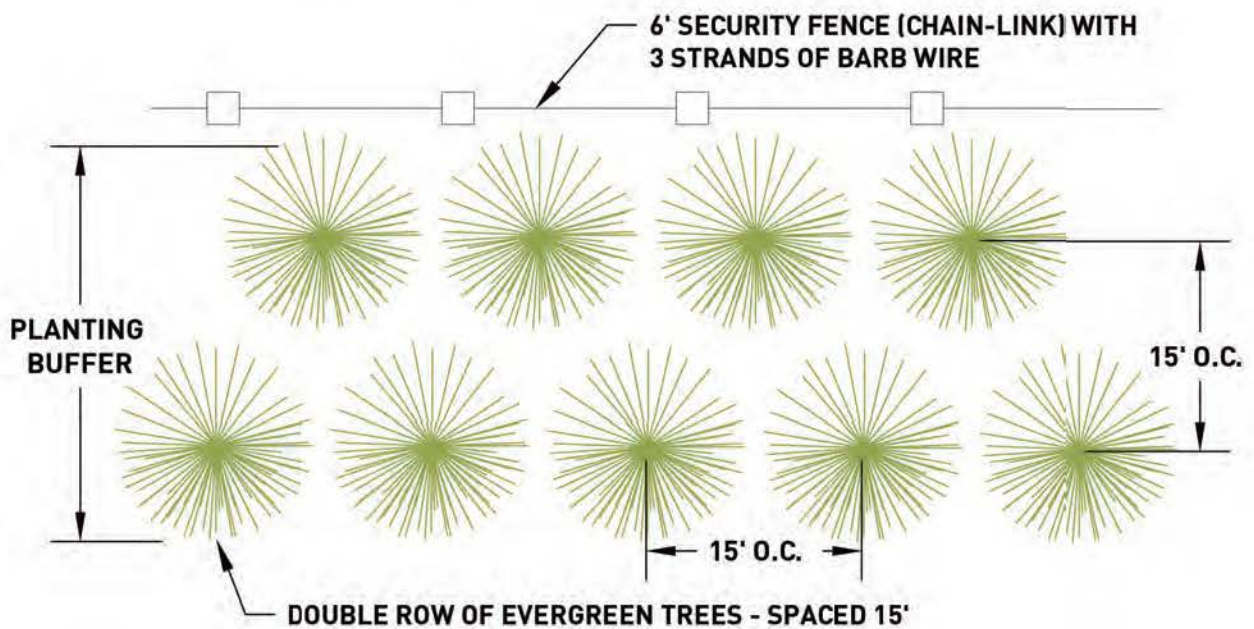 6' SECURITY FENCE (CHAIN-LINK) WITH
3 STRANDS OF BARB WIRE
PLANTING
BUFFER
15' O.C.
15' O.C.
DOUBLE ROW OF EVERGREEN TREES - SPACED 15'